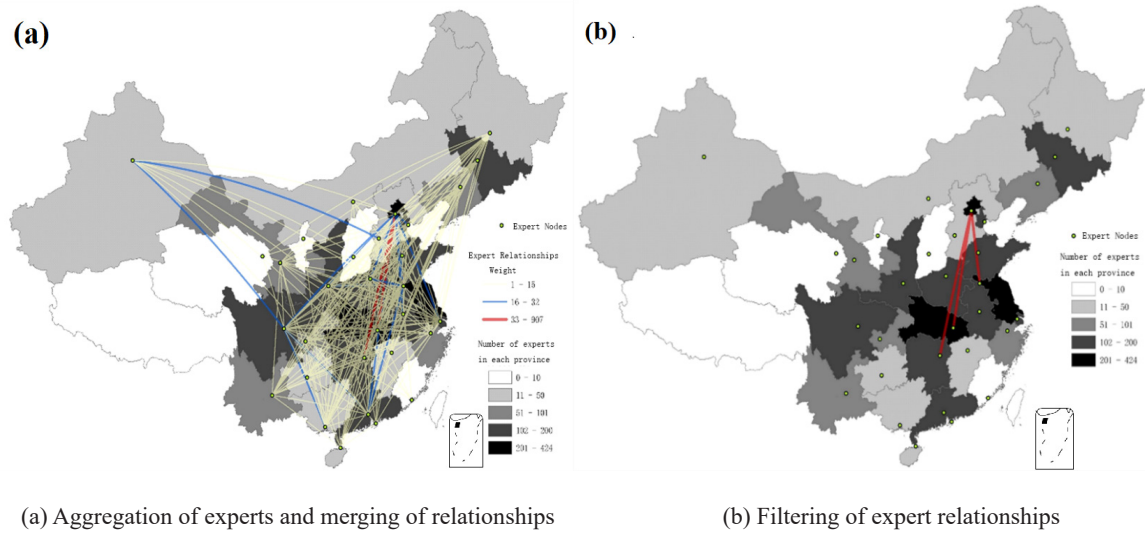 (a)
Expert Nodes
Expert Relationships
Weight
1 - 15
16 - 32
33 - 907
Number of experts
in each province
0 - 10
11 - 50
51 - 101
102 - 200
201 - 424
(b)
Expert Nodes
Number of experts
in each province
0 - 10
11 - 50
51 - 101
102 - 200
201 - 424
(a) Aggregation of experts and merging of relationships
(b) Filtering of expert relationships